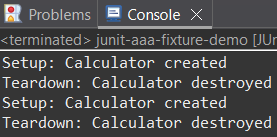 Problems Console
<terminated> junit-aaa-fixture-demo [JUn
Setup: Calculator created
Teardown: Calculator destroyed
Setup: Calculator created
Teardown: Calculator destroyed